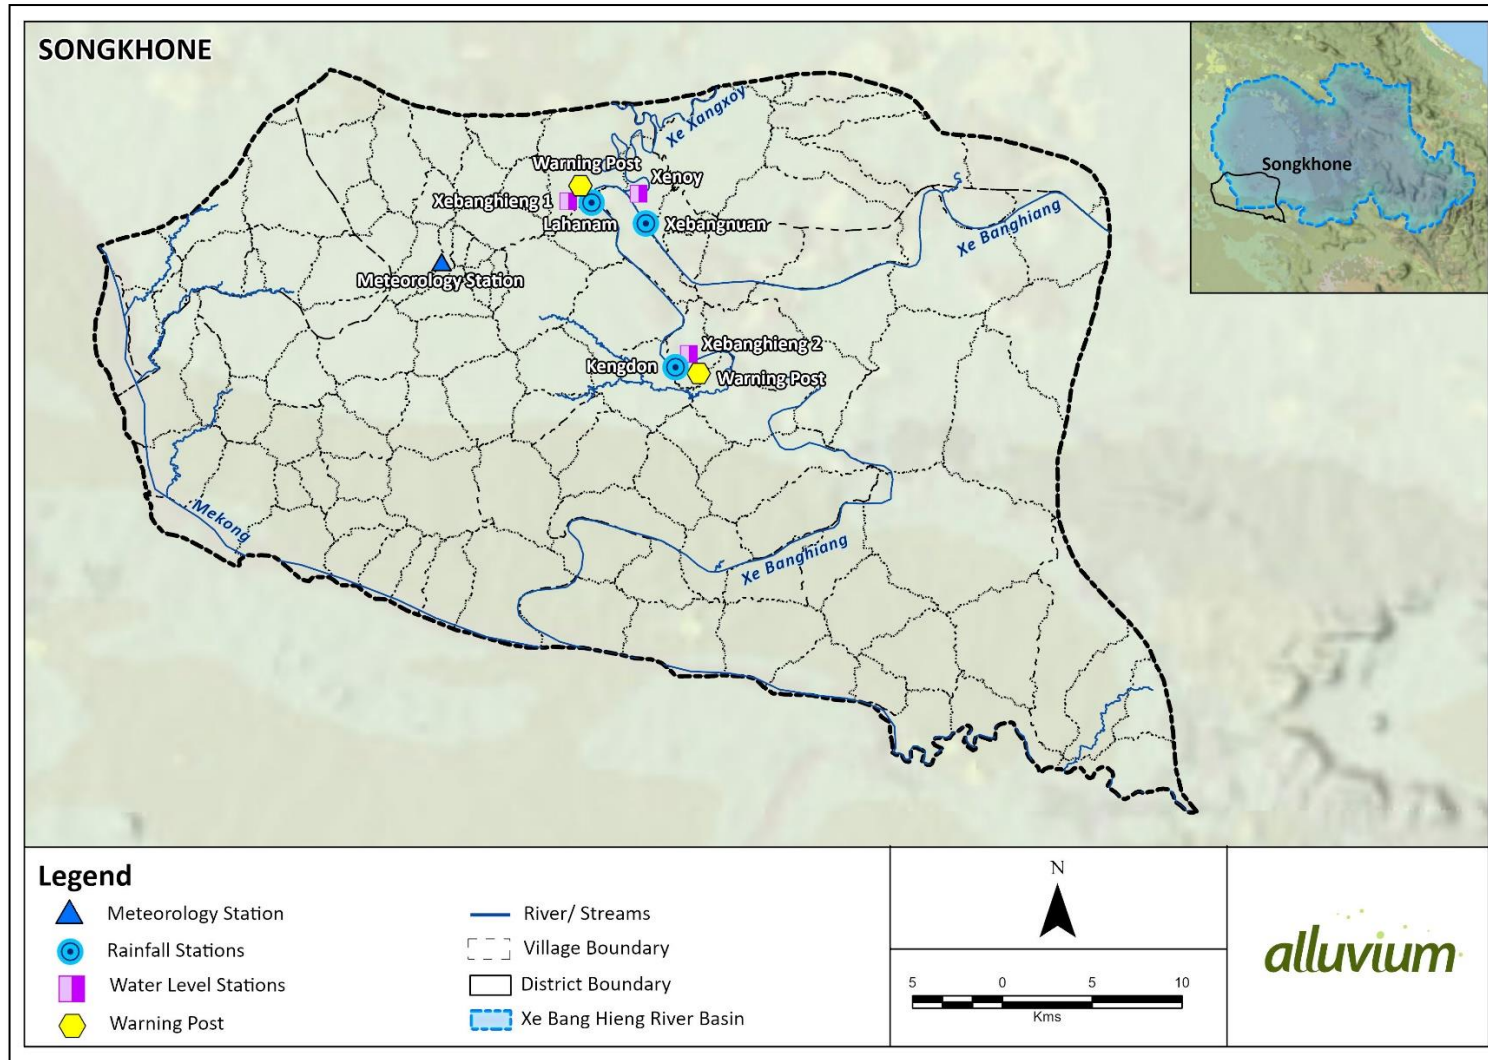 SONGKHONE
Songkhone
Xe Xangxoy
Warning Post
Xenoy
Xebanghieng 1
Lahanam
Xebangnuan
Xe Banghiang
Meteorology Station
Xebanghieng 2
Kengdon
Warning Post
Mekong
Xe Banghiang
Legend
Meteorology Station
Rainfall Stations
Water Level Stations
Warning Post
River/ Streams
Village Boundary
District Boundary
Xe Bang Hieng River Basin
N
5 0 5 10
Kms
alluvium